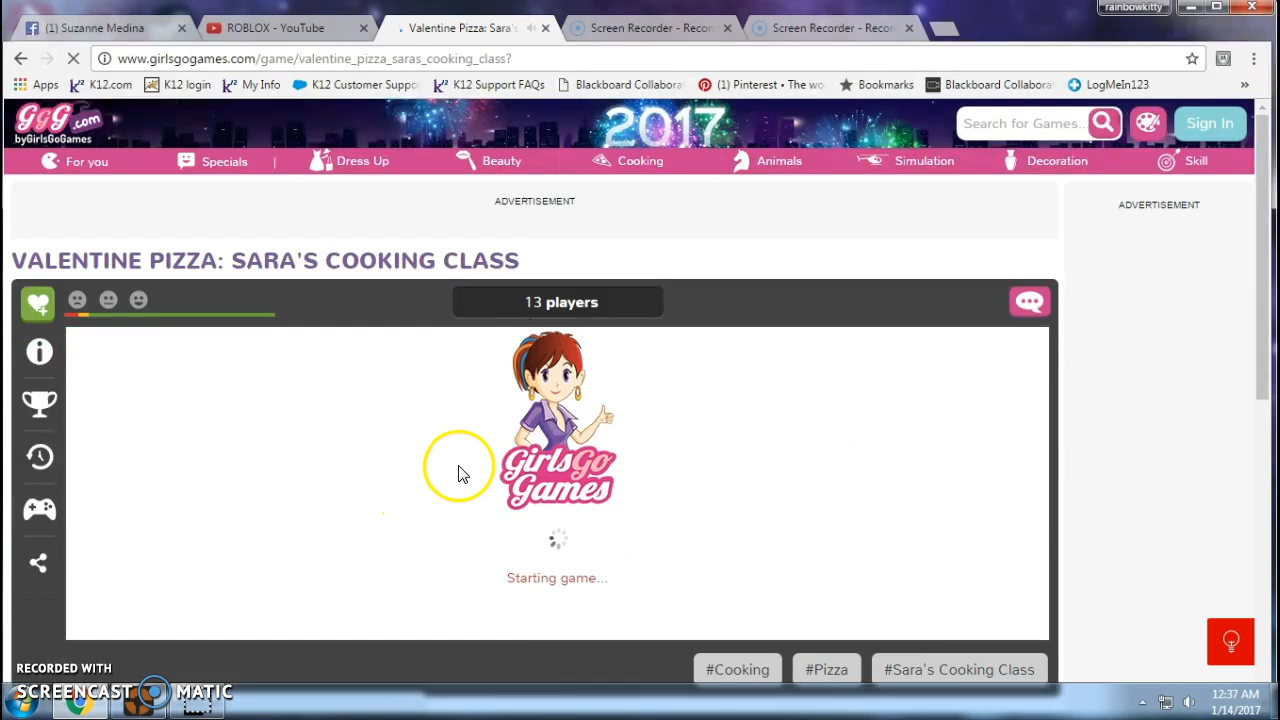 rainbowkitty
(1) Suzanne Medina
ROBLOX - YouTube
Valentine Pizza: Sara's
Screen Recorder - Recor
Screen Recorder - Recor
www.girlsgogames.com/game/valentine_pizza_saras_cooking_class?
Apps K12.com K12 login My Info K12 Customer Suppo K12 Support FAQs Blackboard Collabora (1) Pinterest • The wo Bookmarks Blackboard Collabora LogMeIn123 »
GGG.com
byGirlsGoGames
2017
Search for Games...
Sign In
For you Specials | Dress Up Beauty Cooking Animals Simulation Decoration Skill
ADVERTISEMENT
ADVERTISEMENT
VALENTINE PIZZA: SARA'S COOKING CLASS
13 players
GirlsGo
Games
Starting game...
#Cooking #Pizza #Sara's Cooking Class
RECORDED WITH
SCREENCAST MATIC
12:37 AM
1/14/2017